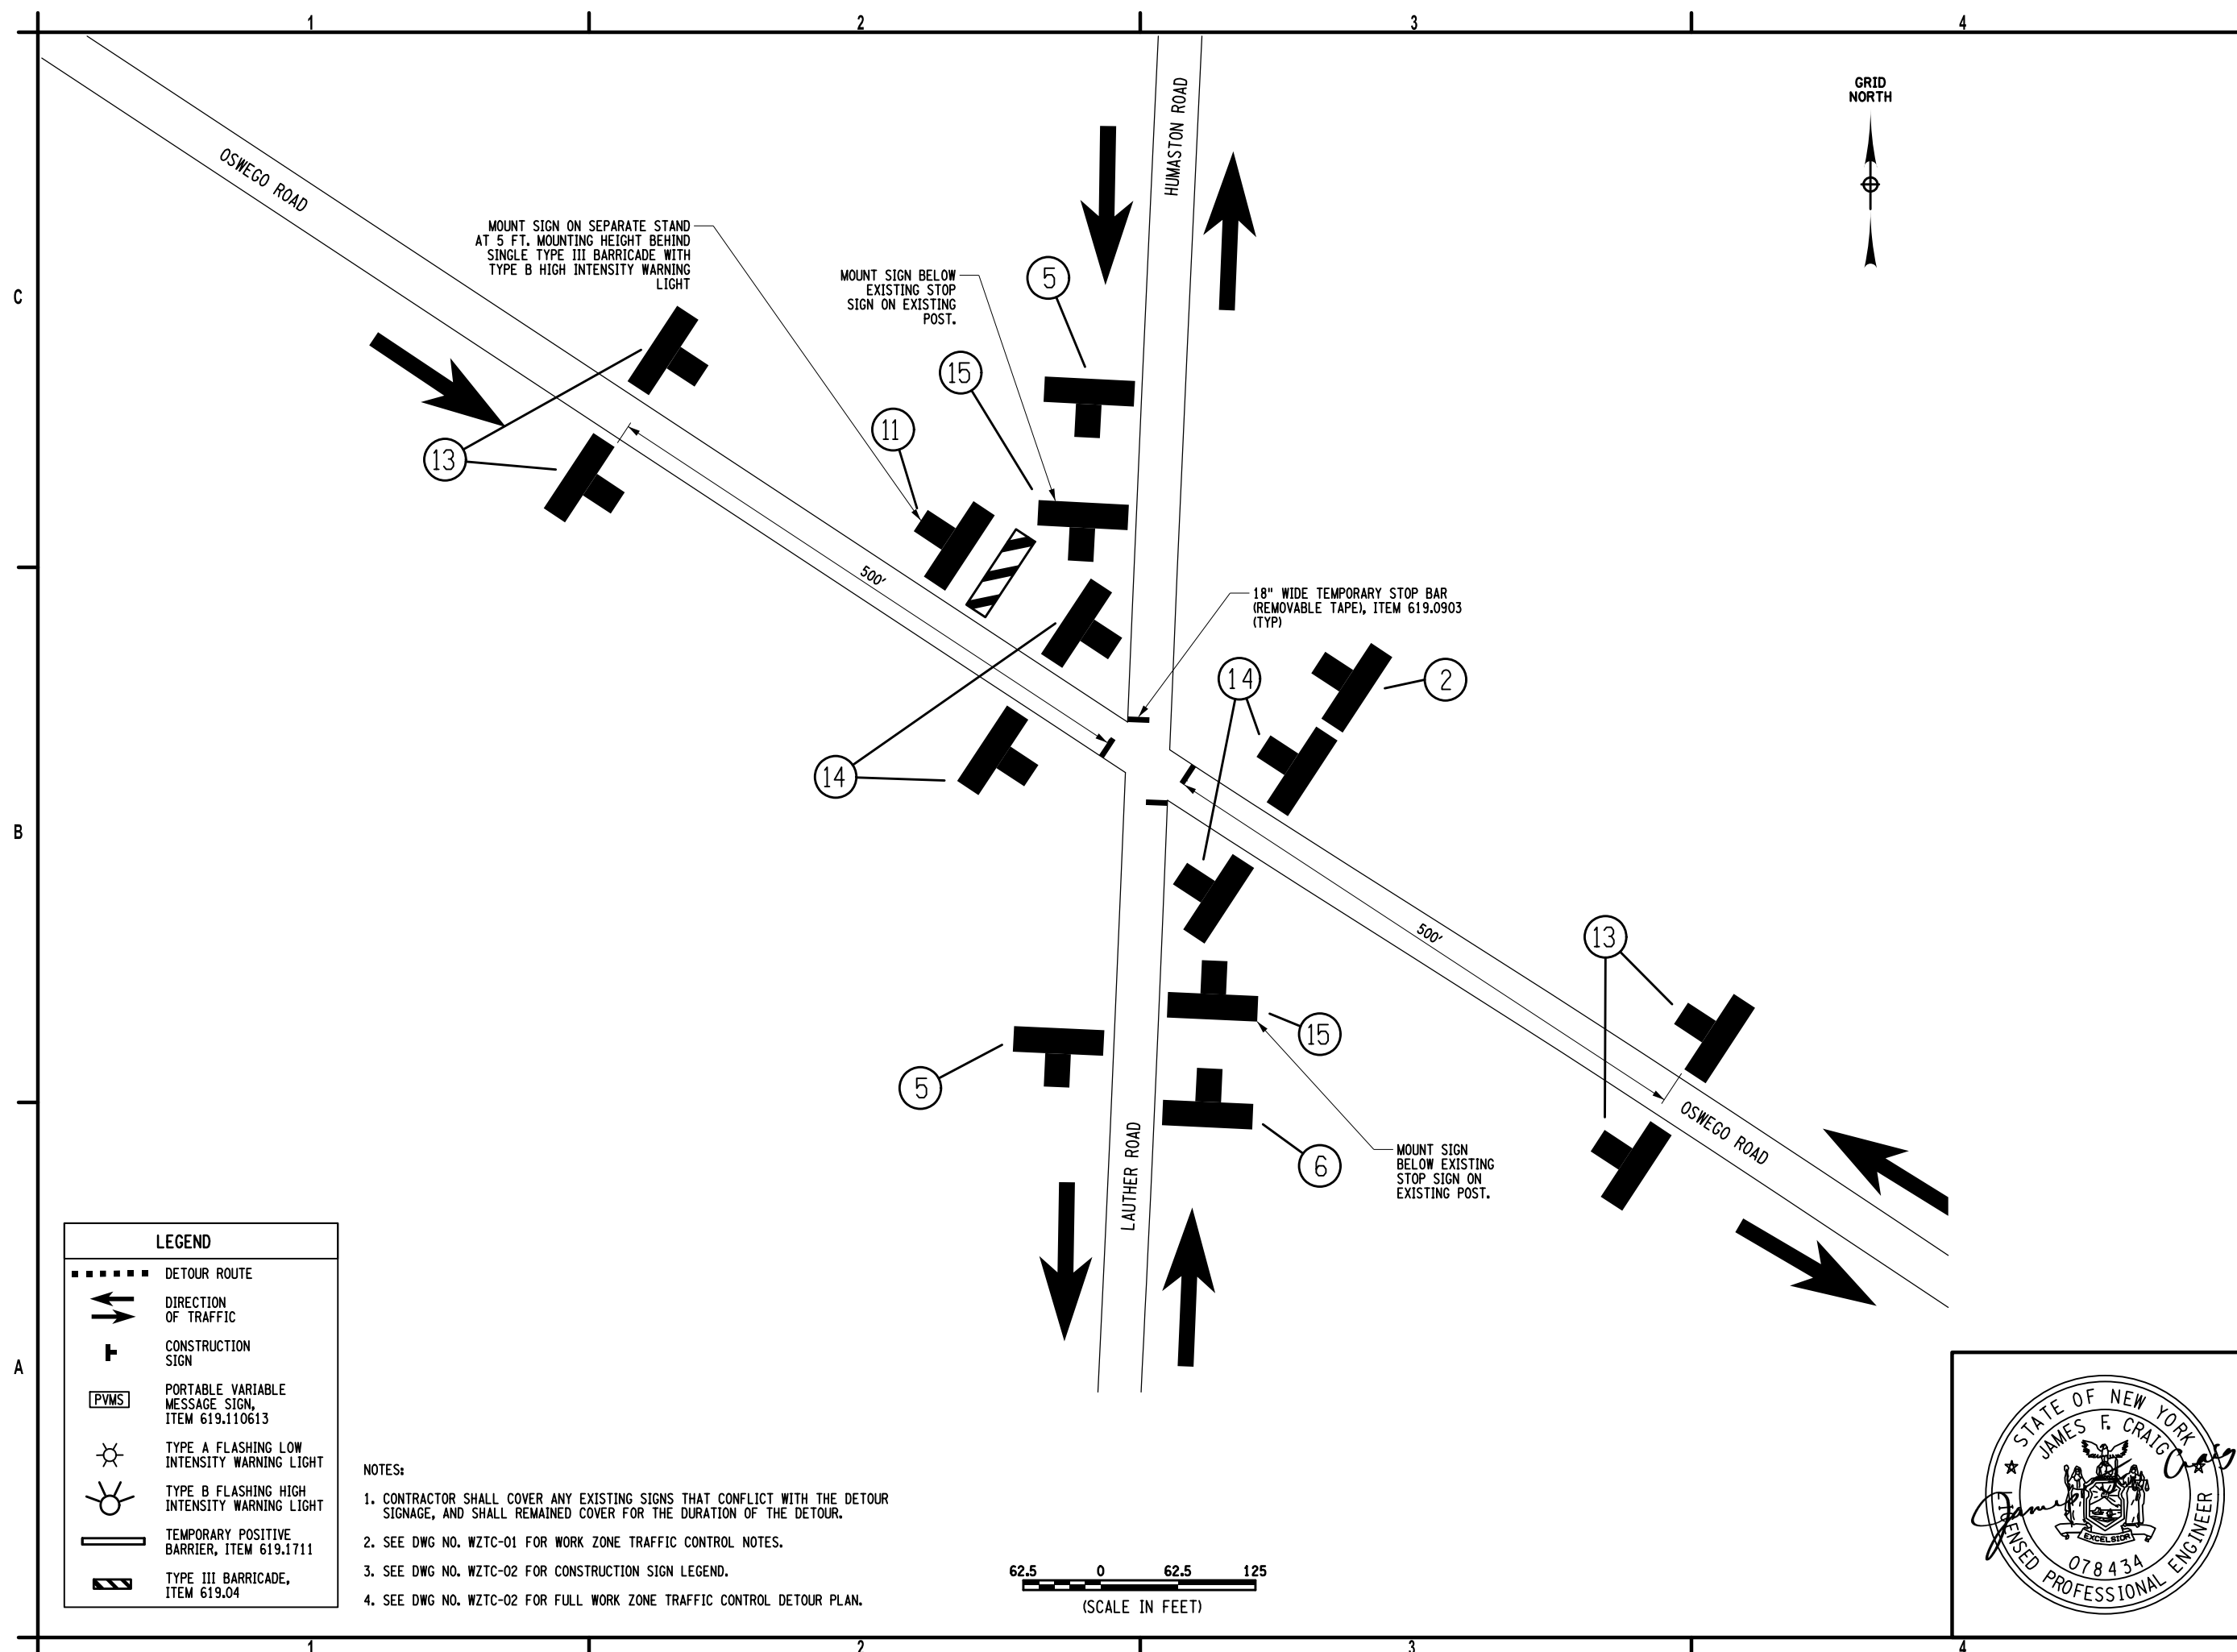 1
2
3
4
GRID
NORTH
HUMASTON ROAD
OSWEGO ROAD
MOUNT SIGN ON SEPARATE STAND
AT 5 FT. MOUNTING HEIGHT BEHIND
SINGLE TYPE III BARRICADE WITH
TYPE B HIGH INTENSITY WARNING
LIGHT
MOUNT SIGN BELOW
EXISTING STOP
SIGN ON EXISTING
POST.
5
C
15
11
13
500'
18" WIDE TEMPORARY STOP BAR
(REMOVABLE TAPE), ITEM 619.0903
(TYP)
14
2
14
B
500'
13
15
5
6
OSWEGO ROAD
LAUTHER ROAD
MOUNT SIGN
BELOW EXISTING
STOP SIGN ON
EXISTING POST.
A
LEGEND
DETOUR ROUTE
DIRECTION
OF TRAFFIC
CONSTRUCTION
SIGN
PVMS
PORTABLE VARIABLE
MESSAGE SIGN,
ITEM 619.110613
TYPE A FLASHING LOW
INTENSITY WARNING LIGHT
TYPE B FLASHING HIGH
INTENSITY WARNING LIGHT
TEMPORARY POSITIVE
BARRIER, ITEM 619.1711
TYPE III BARRICADE,
ITEM 619.04
NOTES:
1. CONTRACTOR SHALL COVER ANY EXISTING SIGNS THAT CONFLICT WITH THE DETOUR
SIGNAGE, AND SHALL REMAINED COVER FOR THE DURATION OF THE DETOUR.
2. SEE DWG NO. WZTC-01 FOR WORK ZONE TRAFFIC CONTROL NOTES.
3. SEE DWG NO. WZTC-02 FOR CONSTRUCTION SIGN LEGEND.
4. SEE DWG NO. WZTC-02 FOR FULL WORK ZONE TRAFFIC CONTROL DETOUR PLAN.
62.5 0 62.5 125
(SCALE IN FEET)
STATE OF NEW YORK
JAMES F. CRAIG
James Craig
EXCELSIOR
078434
LICENSED PROFESSIONAL ENGINEER
1
2
3
4